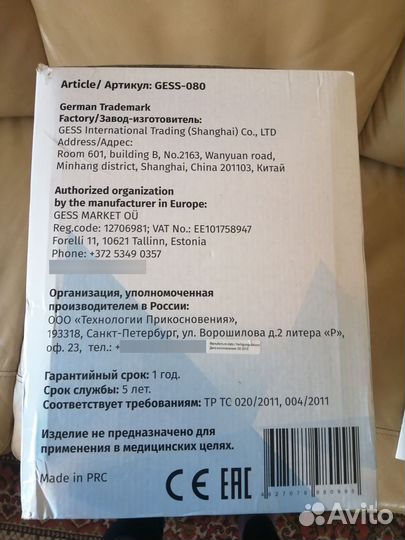 Article/ Артикул: GESS-080
German Trademark
Factory/Завод-изготовитель:
GESS International Trading (Shanghai) Co., LTD
Address/Адрес:
Room 601, building B, No.2163, Wanyuan road,
Minhang district, Shanghai, China 201103, Китай
Authorized organization
by the manufacturer in Europe:
GESS MARKET OÜ
Reg.code: 12706981; VAT No.: EE101758947
Forelli 11, 10621 Tallinn, Estonia
Phone: +372 5349 0357
Организация, уполномоченная
производителем в России:
ООО «Технологии Прикосновения»,
193318, Санкт-Петербург, ул. Ворошилова д.2 литера «Р»,
оф. 23, тел.: +
Гарантийный срок: 1 год.
Срок службы: 5 лет.
Соответствует требованиям: ТР ТС 020/2011, 004/2011
Изделие не предназначено для
применения в медицинских целях.
Made in PRC
CE EAC
Avito